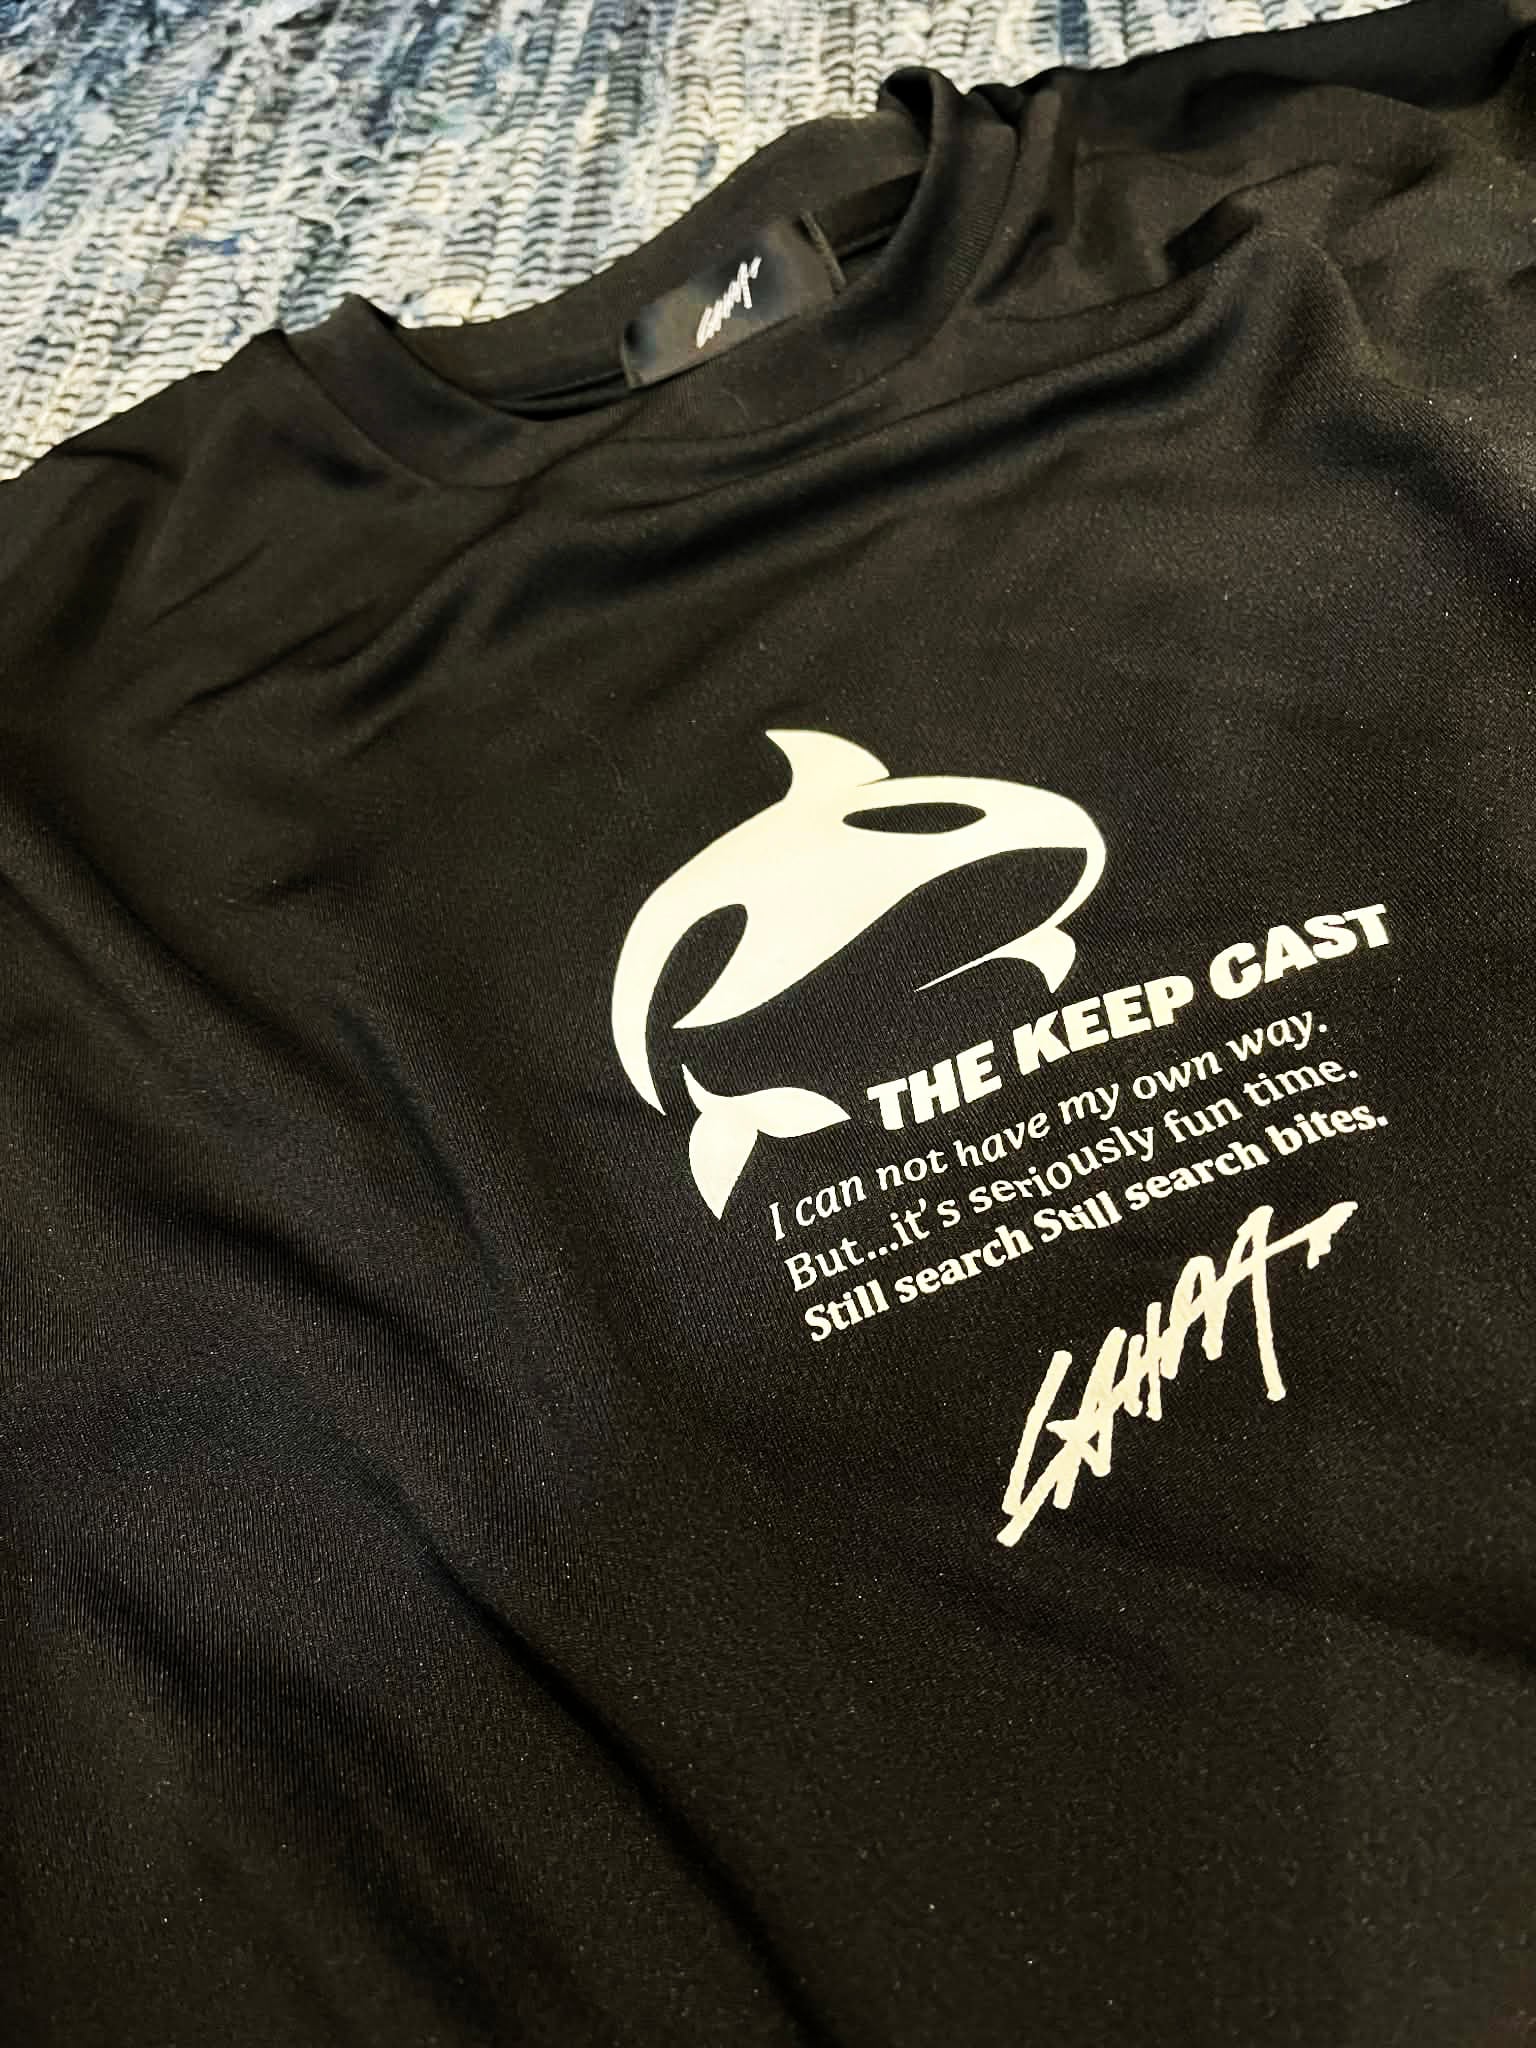 THE KEEP CAST
I can not have my own way.
But...it's seriously fun time.
Still search Still search bites.